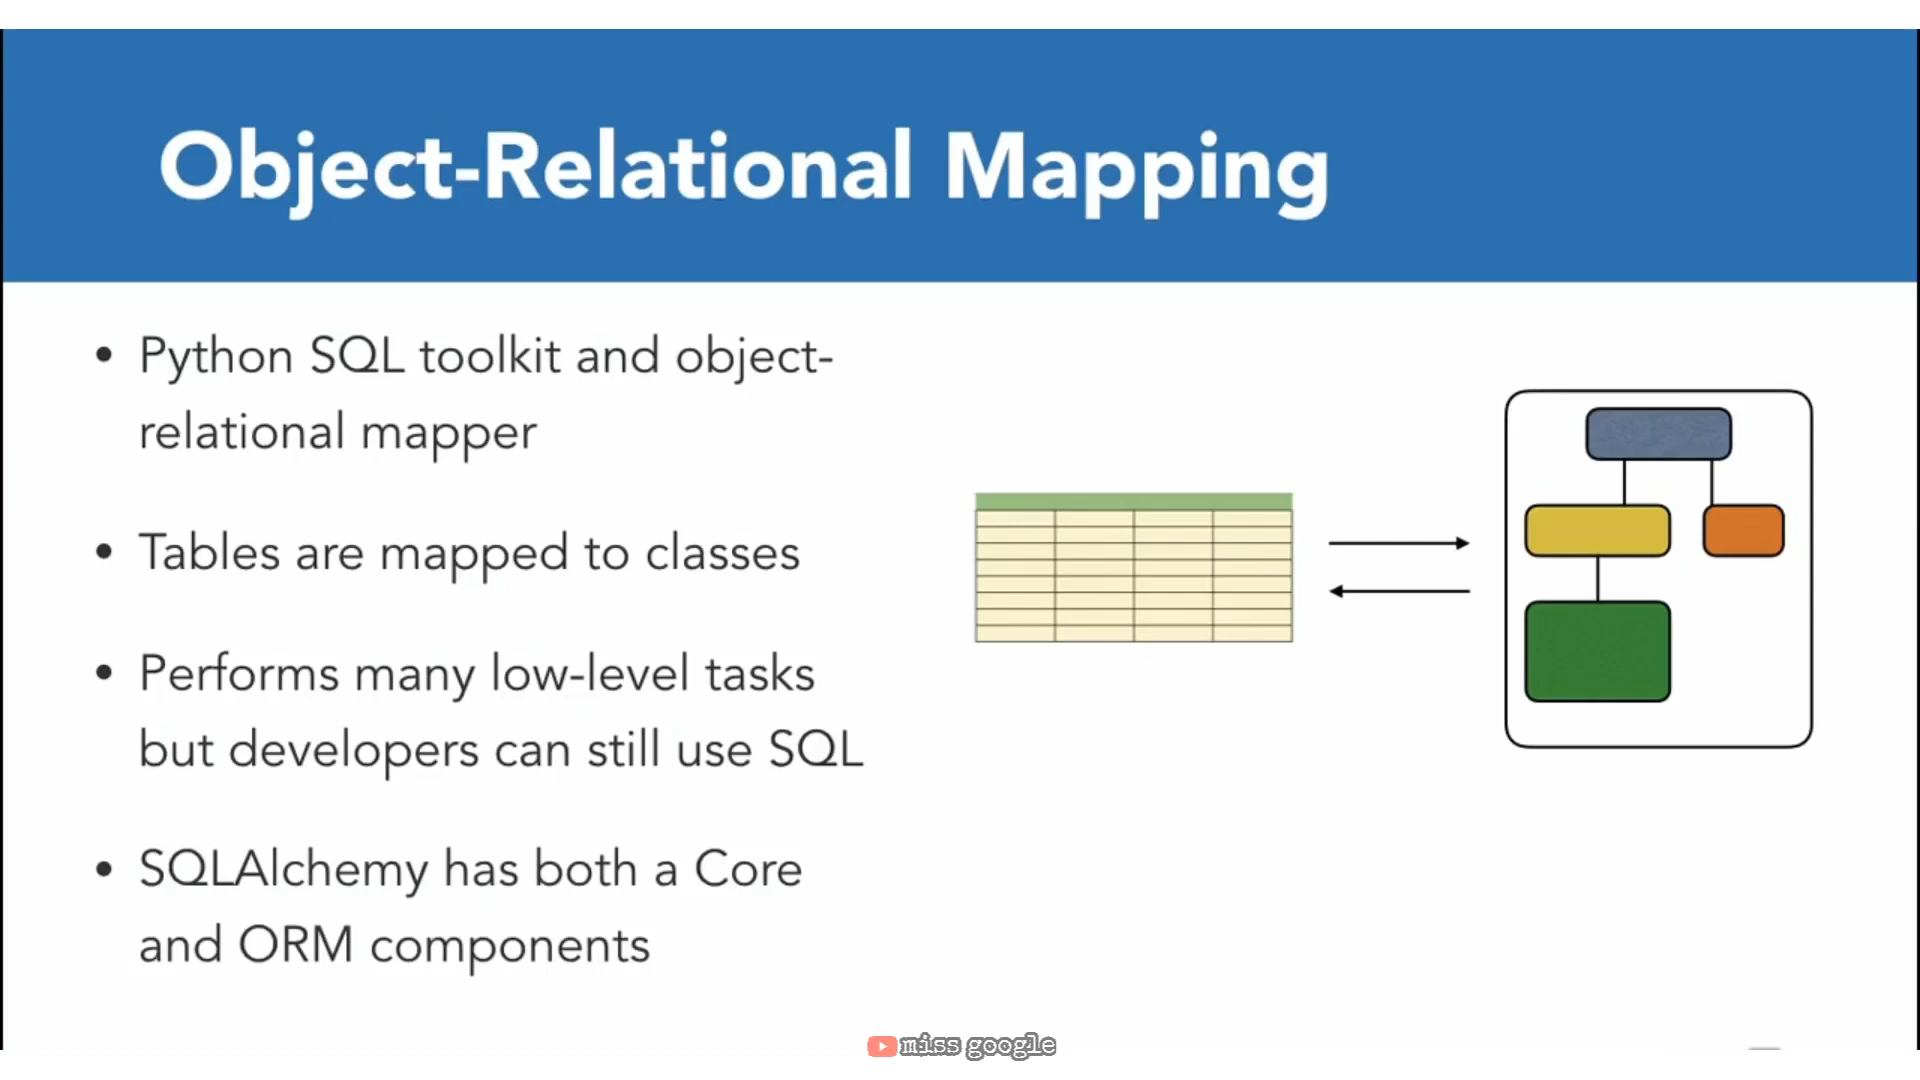 Object-Relational Mapping
• Python SQL toolkit and object-
relational mapper
• Tables are mapped to classes
• Performs many low-level tasks
but developers can still use SQL
• SQLAlchemy has both a Core
and ORM components
miss google